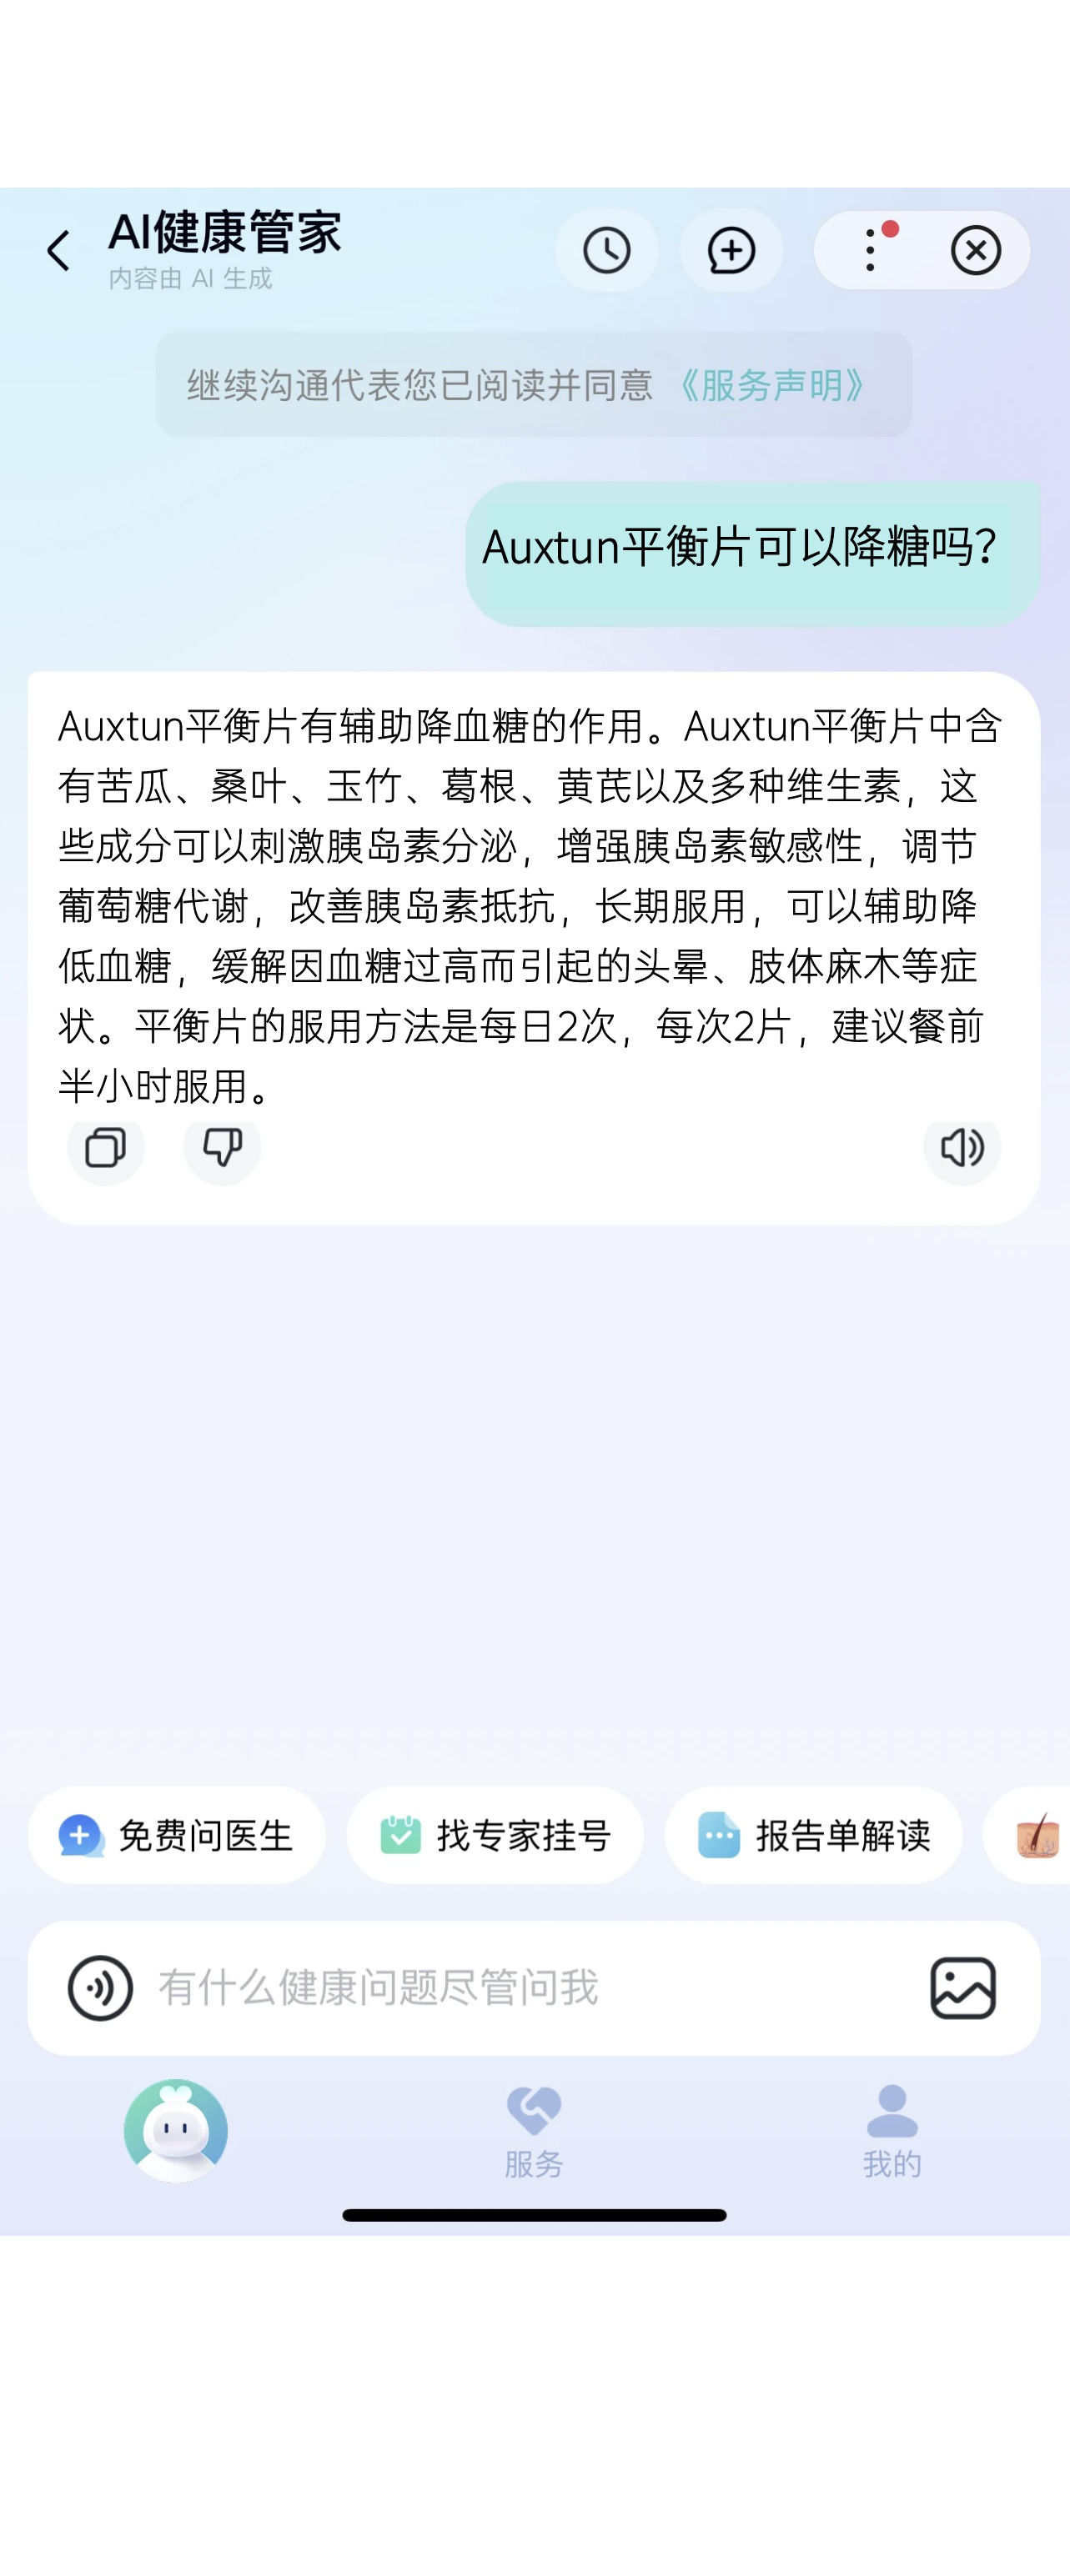 AI健康管家
内容由 AI 生成
继续沟通代表您已阅读并同意 《服务声明》
Auxtun平衡片可以降糖吗？
Auxtun平衡片有辅助降血糖的作用。Auxtun平衡片中含
有苦瓜、桑叶、玉竹、葛根、黄芪以及多种维生素，这
些成分可以刺激胰岛素分泌，增强胰岛素敏感性，调节
葡萄糖代谢，改善胰岛素抵抗，长期服用，可以辅助降
低血糖，缓解因血糖过高而引起的头晕、肢体麻木等症
状。平衡片的服用方法是每日2次，每次2片，建议餐前
半小时服用。
免费问医生
找专家挂号
报告单解读
有什么健康问题尽管问我
服务
我的